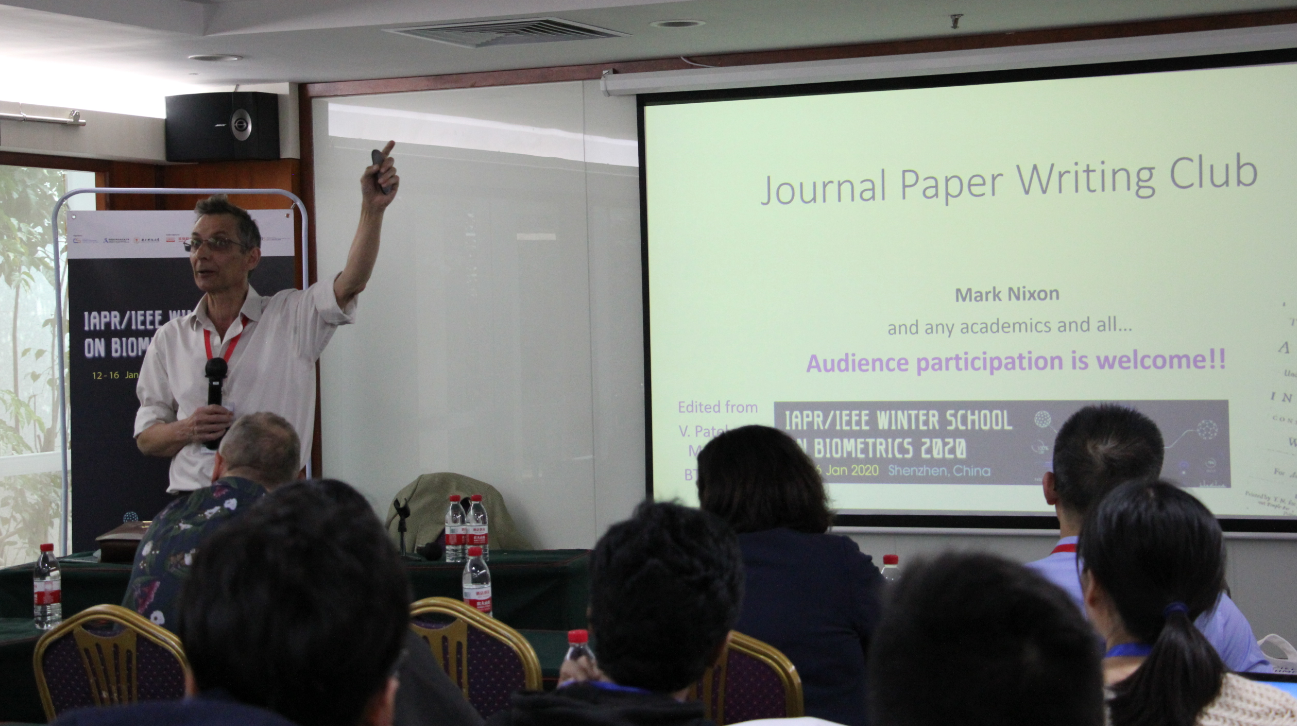 Journal Paper Writing Club
Mark Nixon
and any academics and all...
Audience participation is welcome!!
Edited from
V. Patel
IAPR/IEEE WINTER SCHOOL
ON BIOMETRICS 2020
Jan 2020 Shenzhen, China
IAPR/IEEE
ON
12-16 Jan